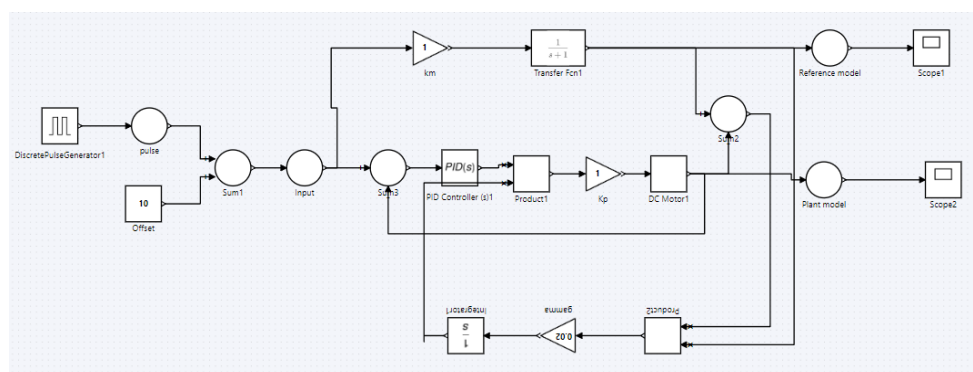 1
km
1
s + 1
Transfer Fcn1
Reference model
Scope1
DiscretePulseGenerator1
pulse
Sum1
Input
Sum3
PID(s)
PID Controller (s)1
Product1
1
Kp
DC Motor1
Sum2
Plant model
Scope2
10
Offset
Integrator1
1
s
gamma
0.02
Product2